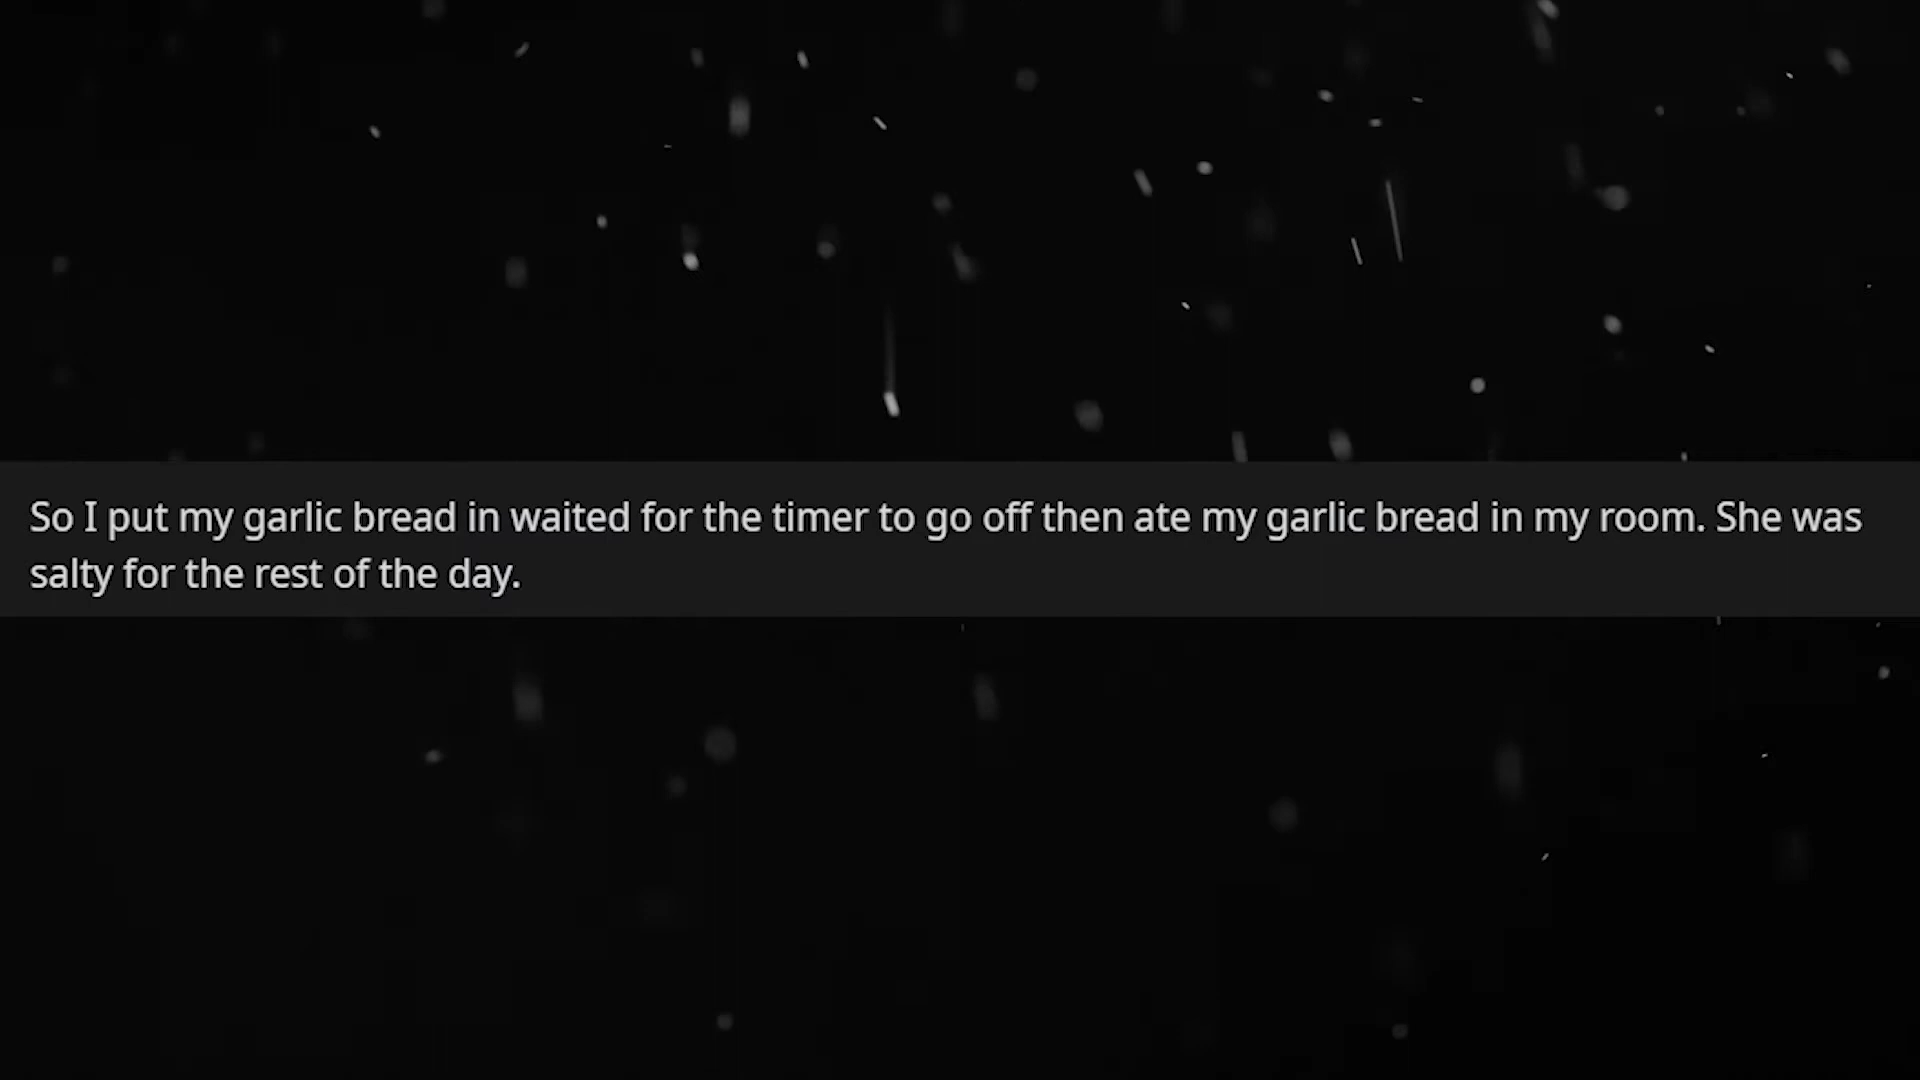 So I put my garlic bread in waited for the timer to go off then ate my garlic bread in my room. She was
salty for the rest of the day.